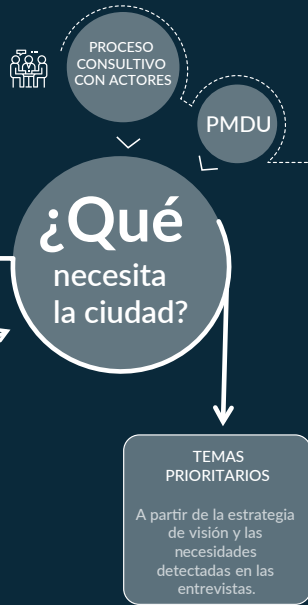 PROCESO
CONSULTIVO
CON ACTORES
PMDU
¿Qué
necesita
la ciudad?
TEMAS
PRIORITARIOS
A partir de la estrategia
de visión y las
necesidades
detectadas en las
entrevistas.